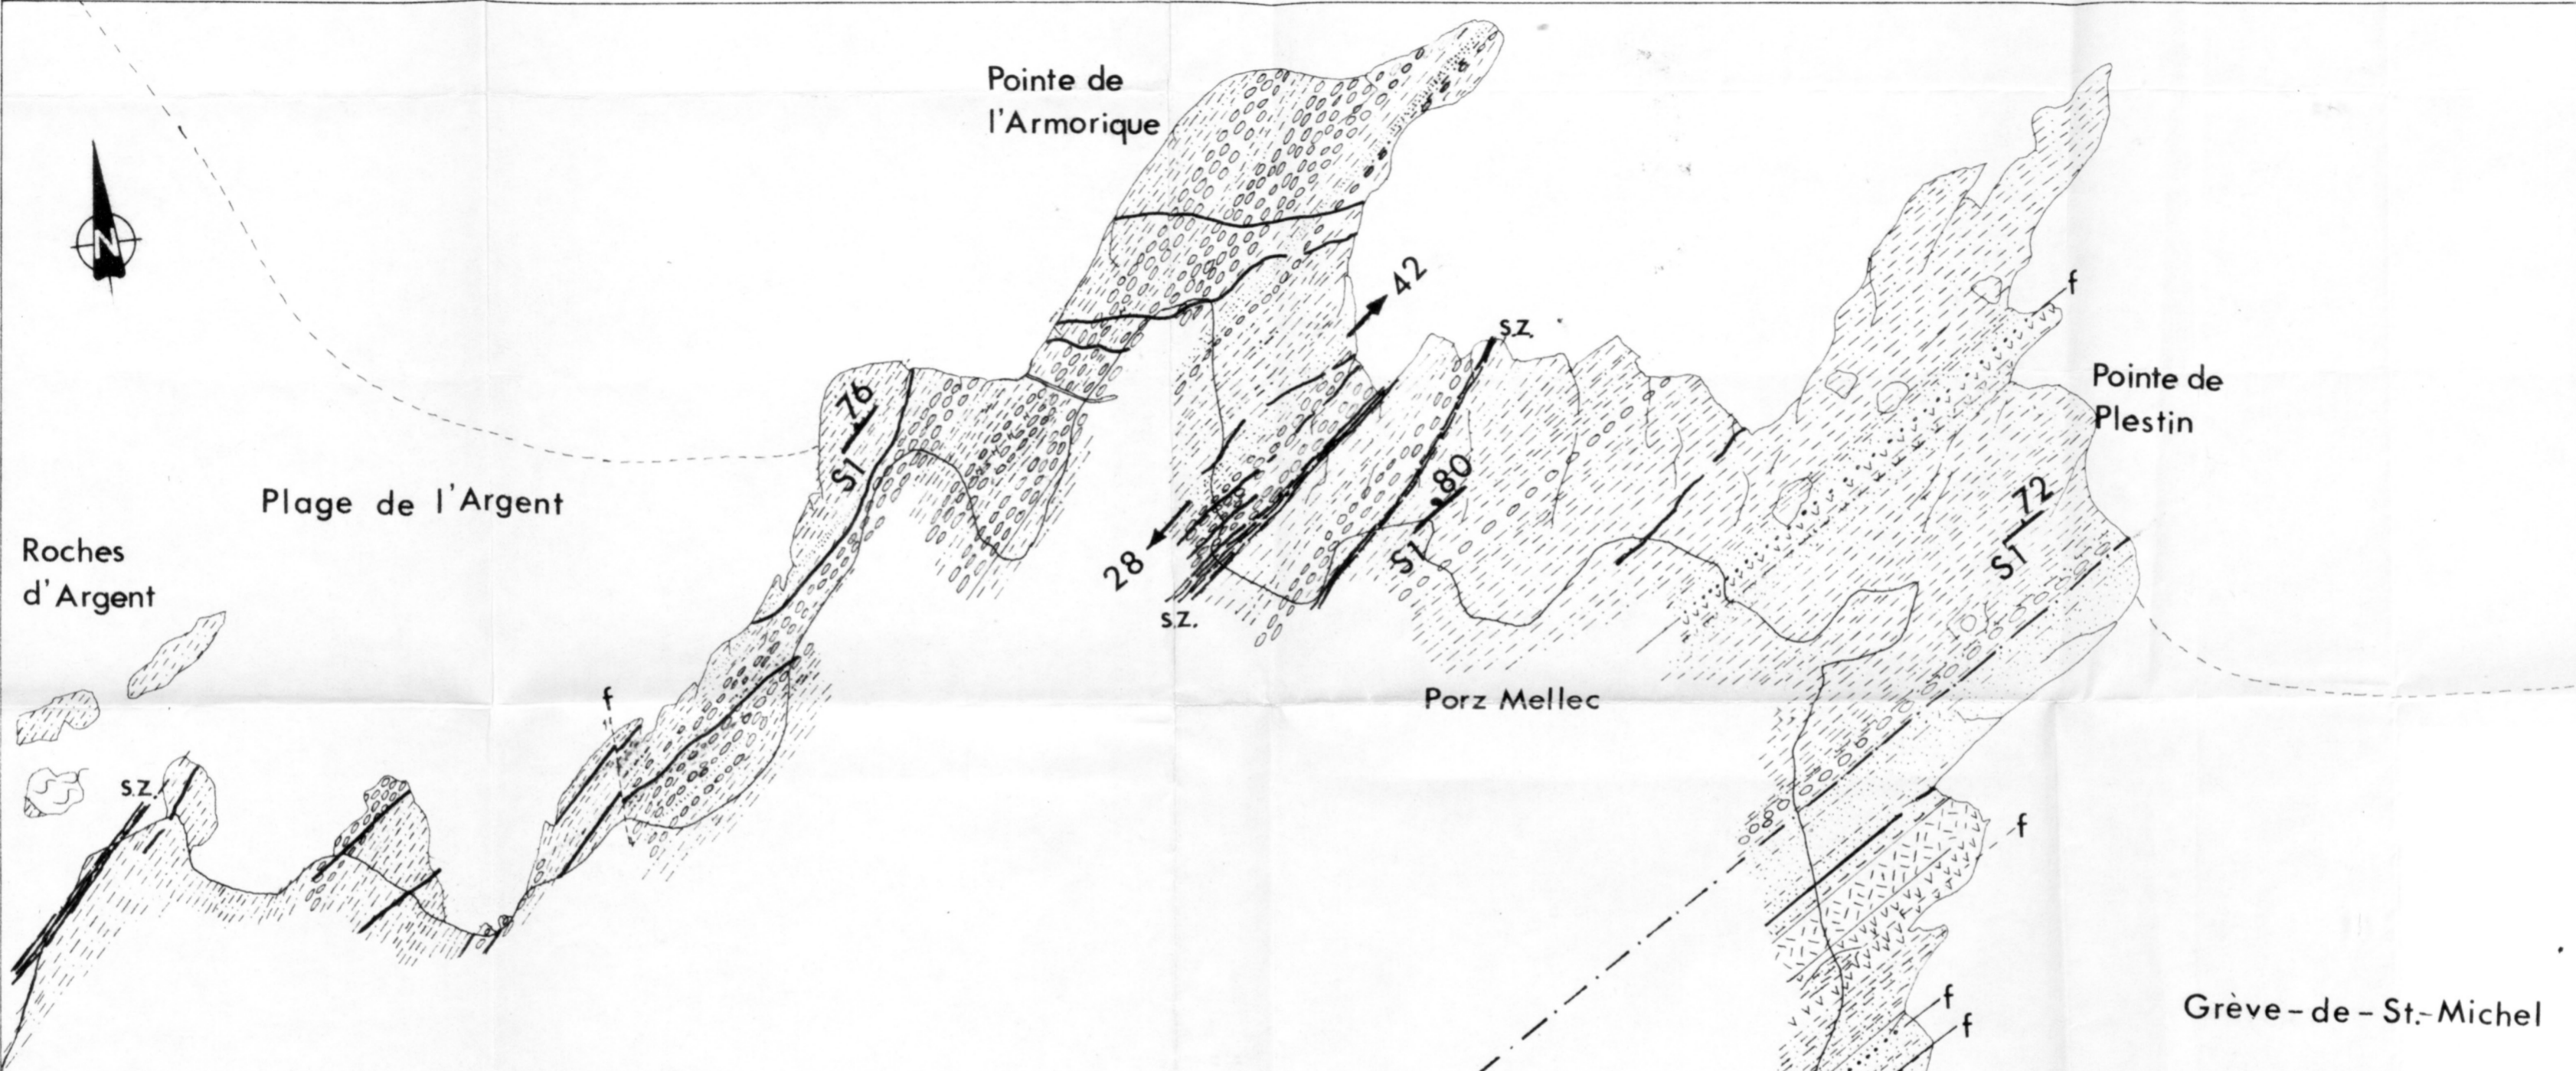 Pointe de
l'Armorique
N
f
42
s.z.
Pointe de
Plestin
76
S1
80
S1
72
S1
Plage de l'Argent
Roches
d'Argent
28
s.z.
f
Porz Mellec
s.z.
f
f
f
Grève-de-St.-Michel